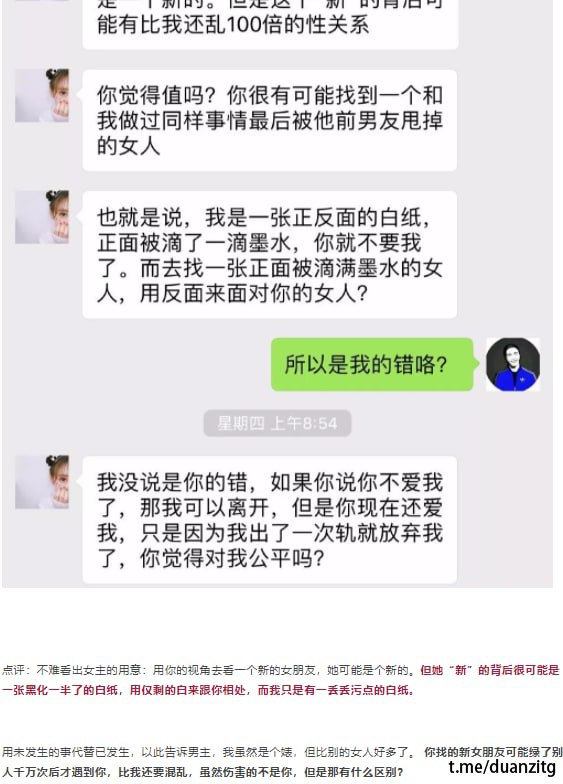 是一个新的。但是这个“新”的背后可
能有比我还乱100倍的性关系
你觉得值吗？你很有可能找到一个和
我做过同样事情最后被他前男友甩掉
的女人
也就是说，我是一张正反面的白纸，
正面被滴了一滴墨水，你就不要我
了。而去找一张正面被滴满墨水的女
人，用反面来面对你的女人？
所以是我的错咯？
星期四 上午8:54
我没说是你的错，如果你说你不爱我
了，那我可以离开，但是你现在还爱
我，只是因为我出了一次轨就放弃我
了，你觉得对我公平吗？
点评：不难看出女主的用意：用你的视角去看一个新的女朋友，她可能是个新的。但她“新”的背后很可能是
一张黑化一半了的白纸，用仅剩的白来跟你相处，而我只是有一丢丢污点的白纸。
用未发生的事代替已发生，以此告诉男主，我虽然是个婊，但比别的女人好多了。 你找的新女朋友可能绿了别
人千万次后才遇到你，比我还要混乱，虽然伤害的不是你，但是那有什么区别？
t.me/duanzitg